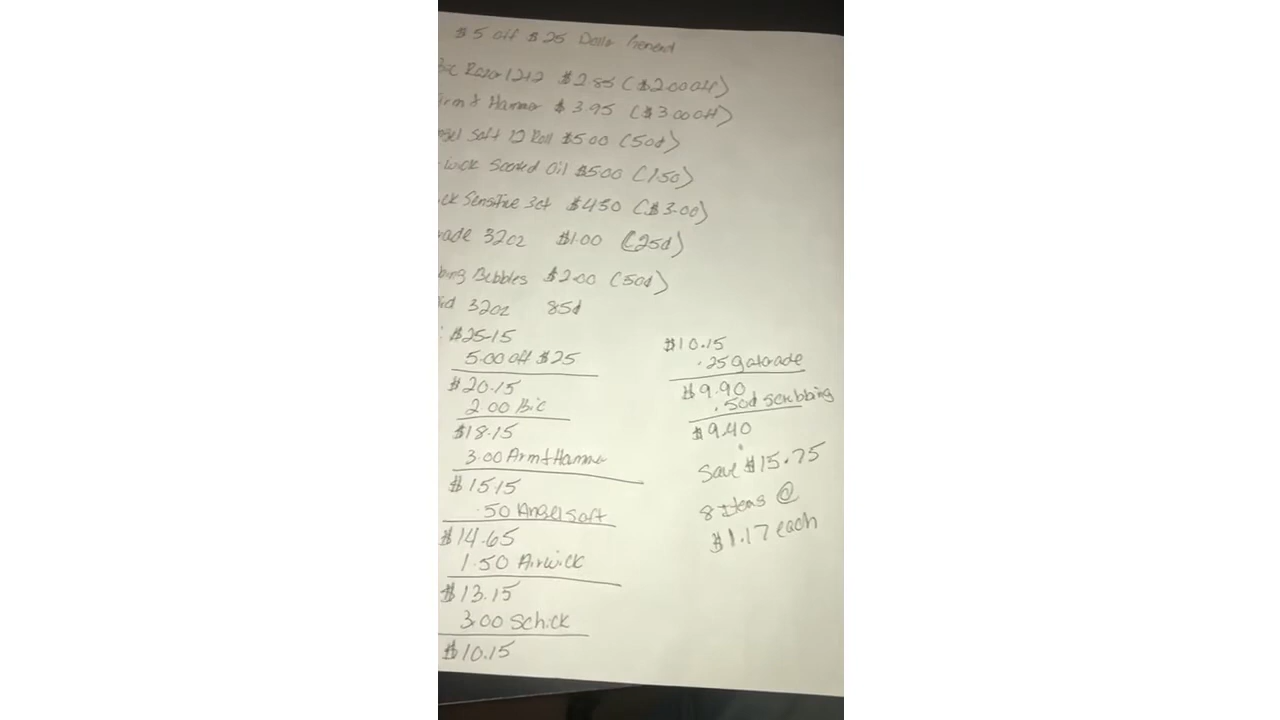 $5 off $25 Dollar General
Bic Razor 12+2 $2.85 ($2.00 off)
Arm & Hammer $3.95 ($3.00 off)
ngel Soft 12 Roll $5.00 (50¢)
wick Scented Oil $5.00 (1.50)
ck Sensitive 3ct $4.50 ($3.00)
rade 32oz $1.00 (25¢)
bing Bubbles $2.00 (50¢)
32oz 85¢
: $25.15
5.00 off $25
$20.15
2.00 Bic
$18.15
3.00 Arm & Hammer
$15.15
.50 Angel Soft
$14.65
1.50 Airwick
$13.15
3.00 Schick
$10.15
$10.15
.25 gatorade
$9.90
.50¢ scrubbing
$9.40
Save $15.75
8 Items @
$1.17 each